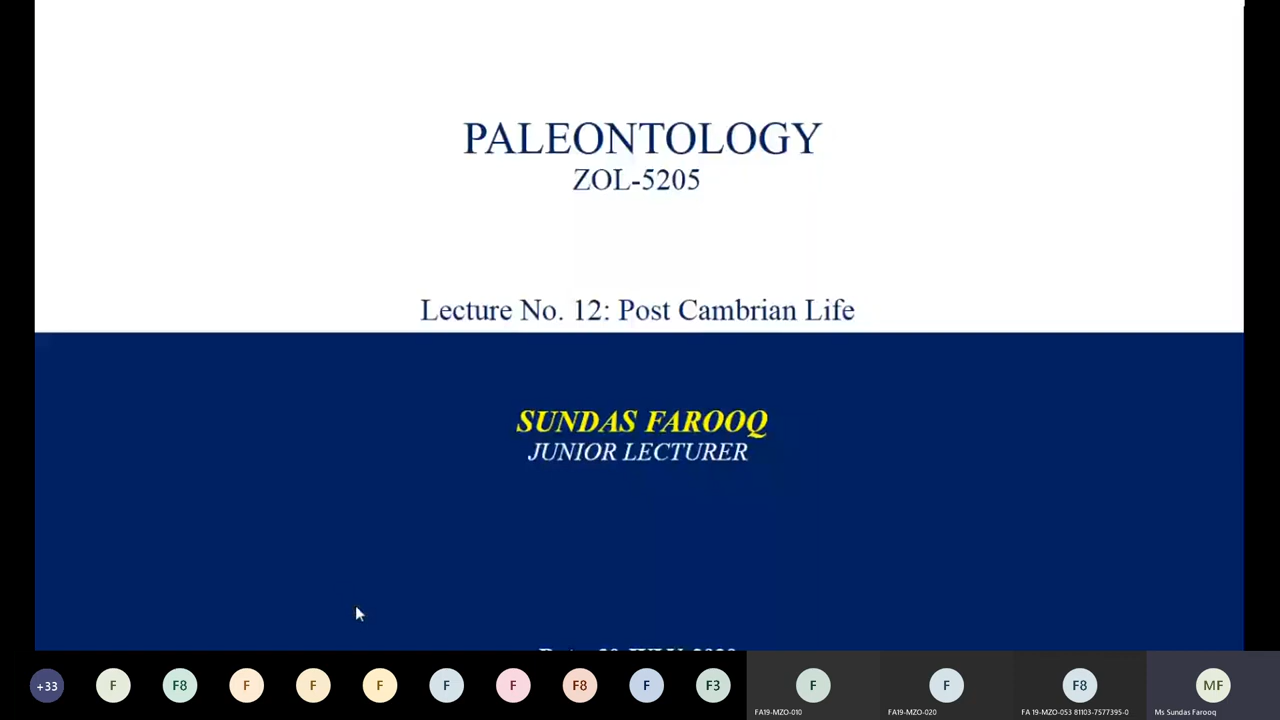 PALEONTOLOGY
ZOL-5205
Lecture No. 12: Post Cambrian Life
SUNDAS FAROOQ
JUNIOR LECTURER
+33
F
F8
F
F
F
F
F
F8
F
F3
F
F
F8
MF
FA19-MZO-010
FA19-MZO-020
FA 19-MZO-053 81103-7577395-0
Ms Sundas Farooq